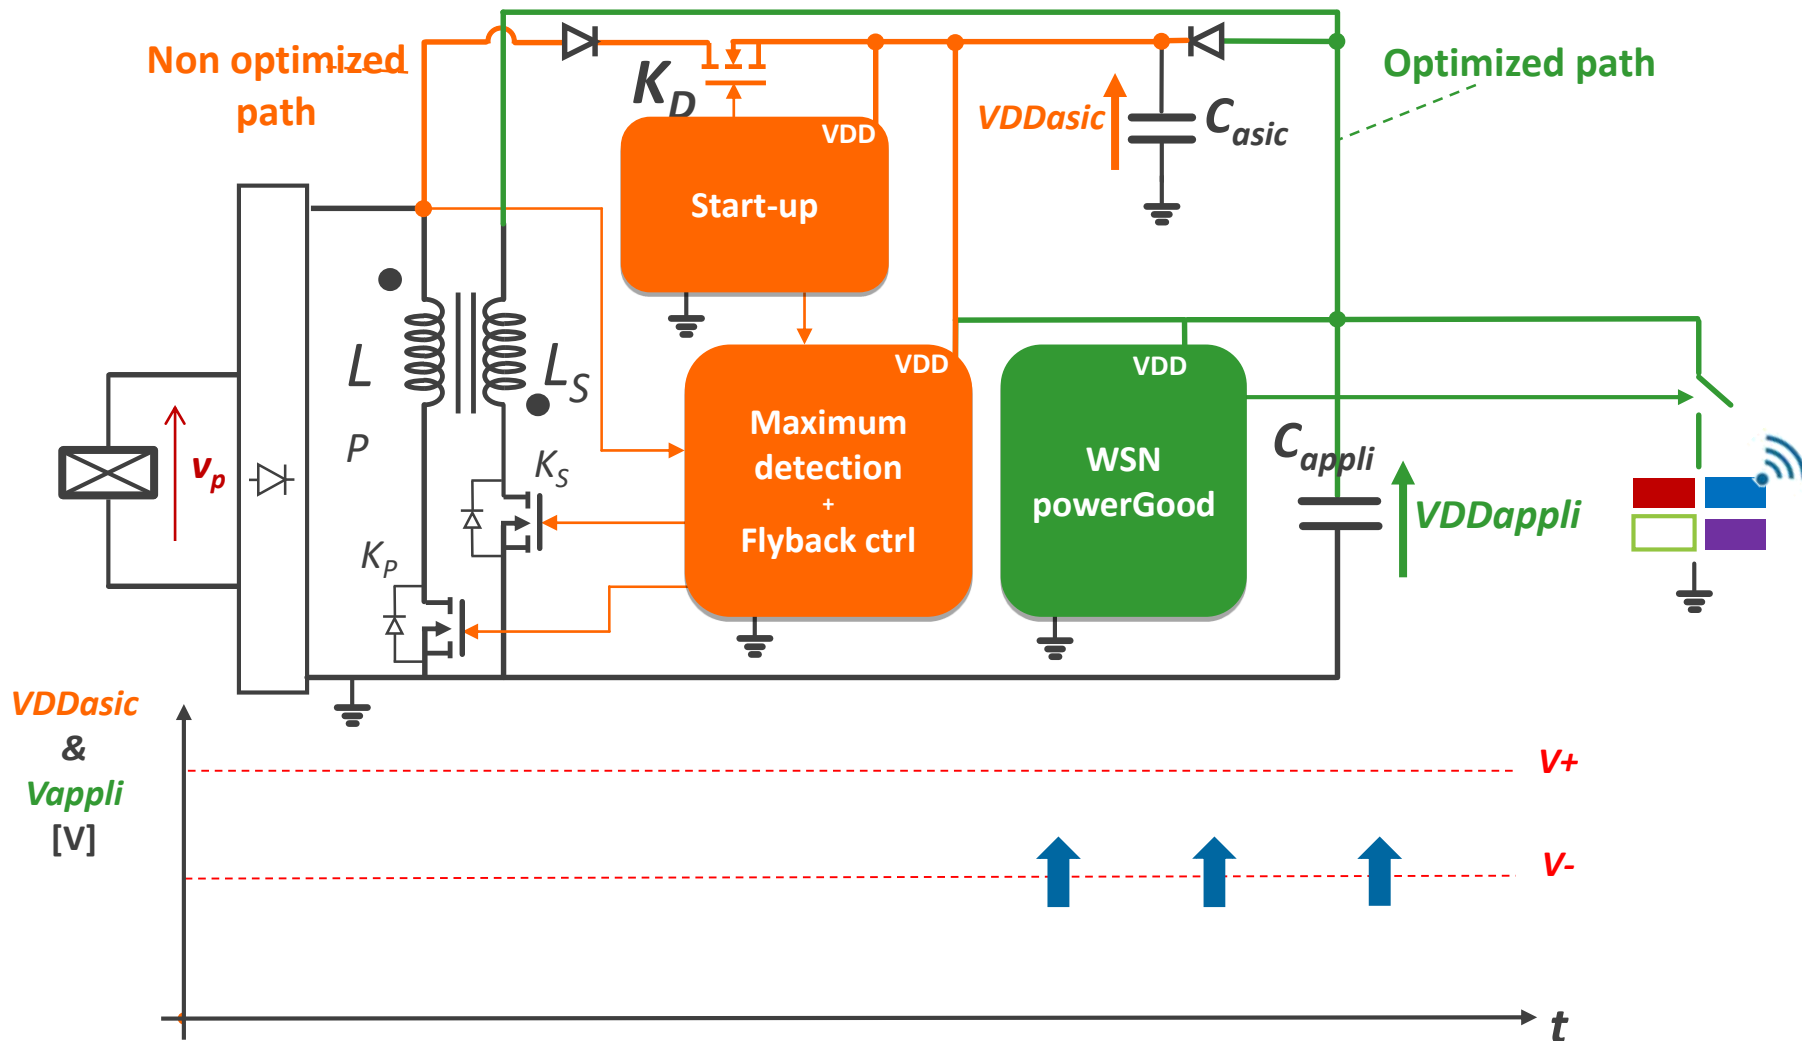 Non optimized
path
K_D
VDD
Start-up
VDDasic
C_asic
Optimized path
L
P
L_S
v_p
K_S
K_P
VDD
Maximum
detection
+
Flyback ctrl
VDD
WSN
powerGood
C_appli
VDDappli
VDDasic
&
Vappli
[V]
V+
V-
t